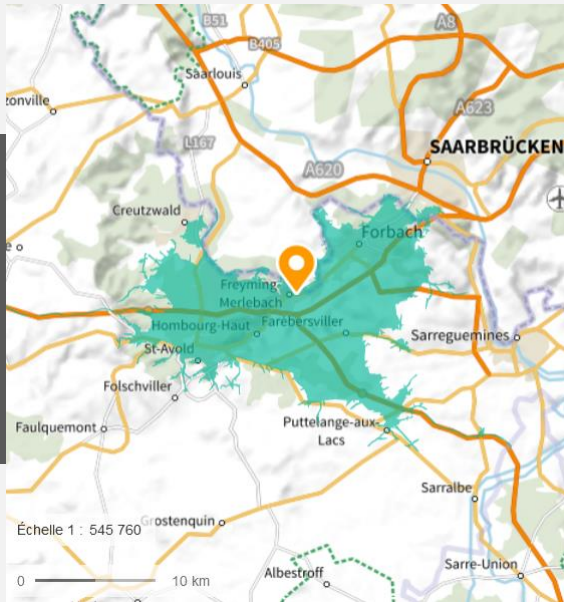 B51
A8
B405
Saarlouis
zonville
A623
L167
SAARBRÜCKEN
A620
Creutzwald
Forbach
Freyming-
Merlebach
Hombourg-Haut
Farébersviller
Sarreguemines
St-Avold
Folschviller
Puttelange-aux-
Lacs
Faulquemont
Sarralbe
Grostenquin
Échelle 1 : 545 760
0
10 km
Albestroff
Sarre-Union